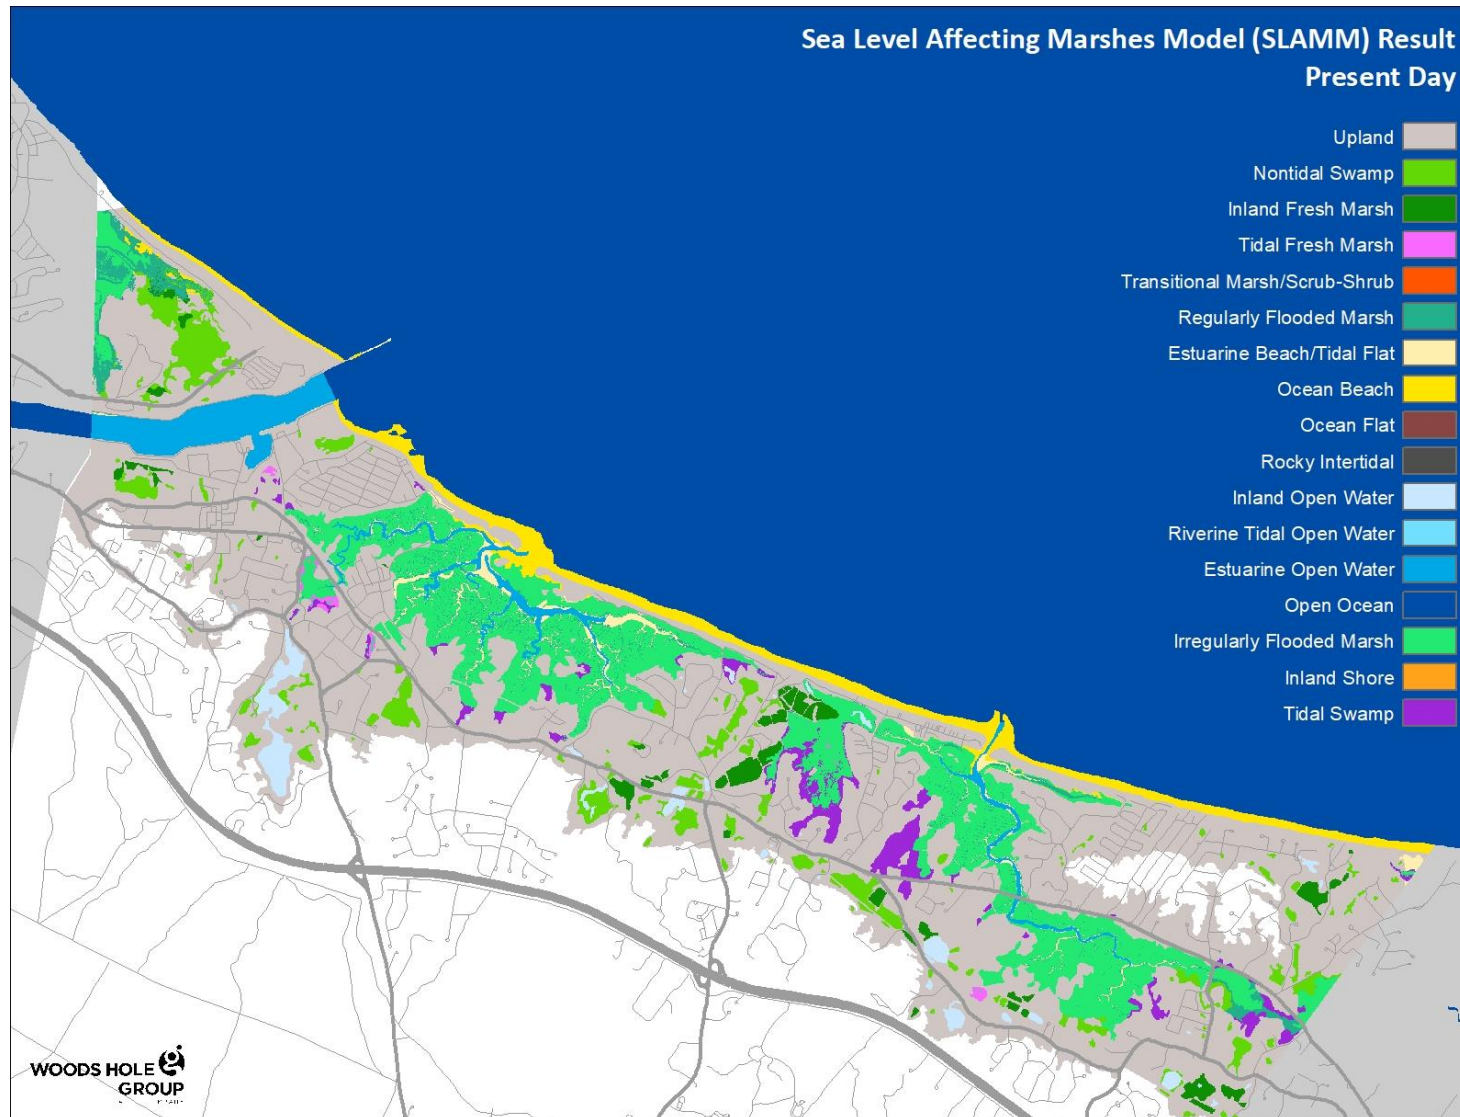 Sea Level Affecting Marshes Model (SLAMM) Result
Present Day
Upland
Nontidal Swamp
Inland Fresh Marsh
Tidal Fresh Marsh
Transitional Marsh/Scrub-Shrub
Regularly Flooded Marsh
Estuarine Beach/Tidal Flat
Ocean Beach
Ocean Flat
Rocky Intertidal
Inland Open Water
Riverine Tidal Open Water
Estuarine Open Water
Open Ocean
Irregularly Flooded Marsh
Inland Shore
Tidal Swamp
WOODS HOLE
GROUP